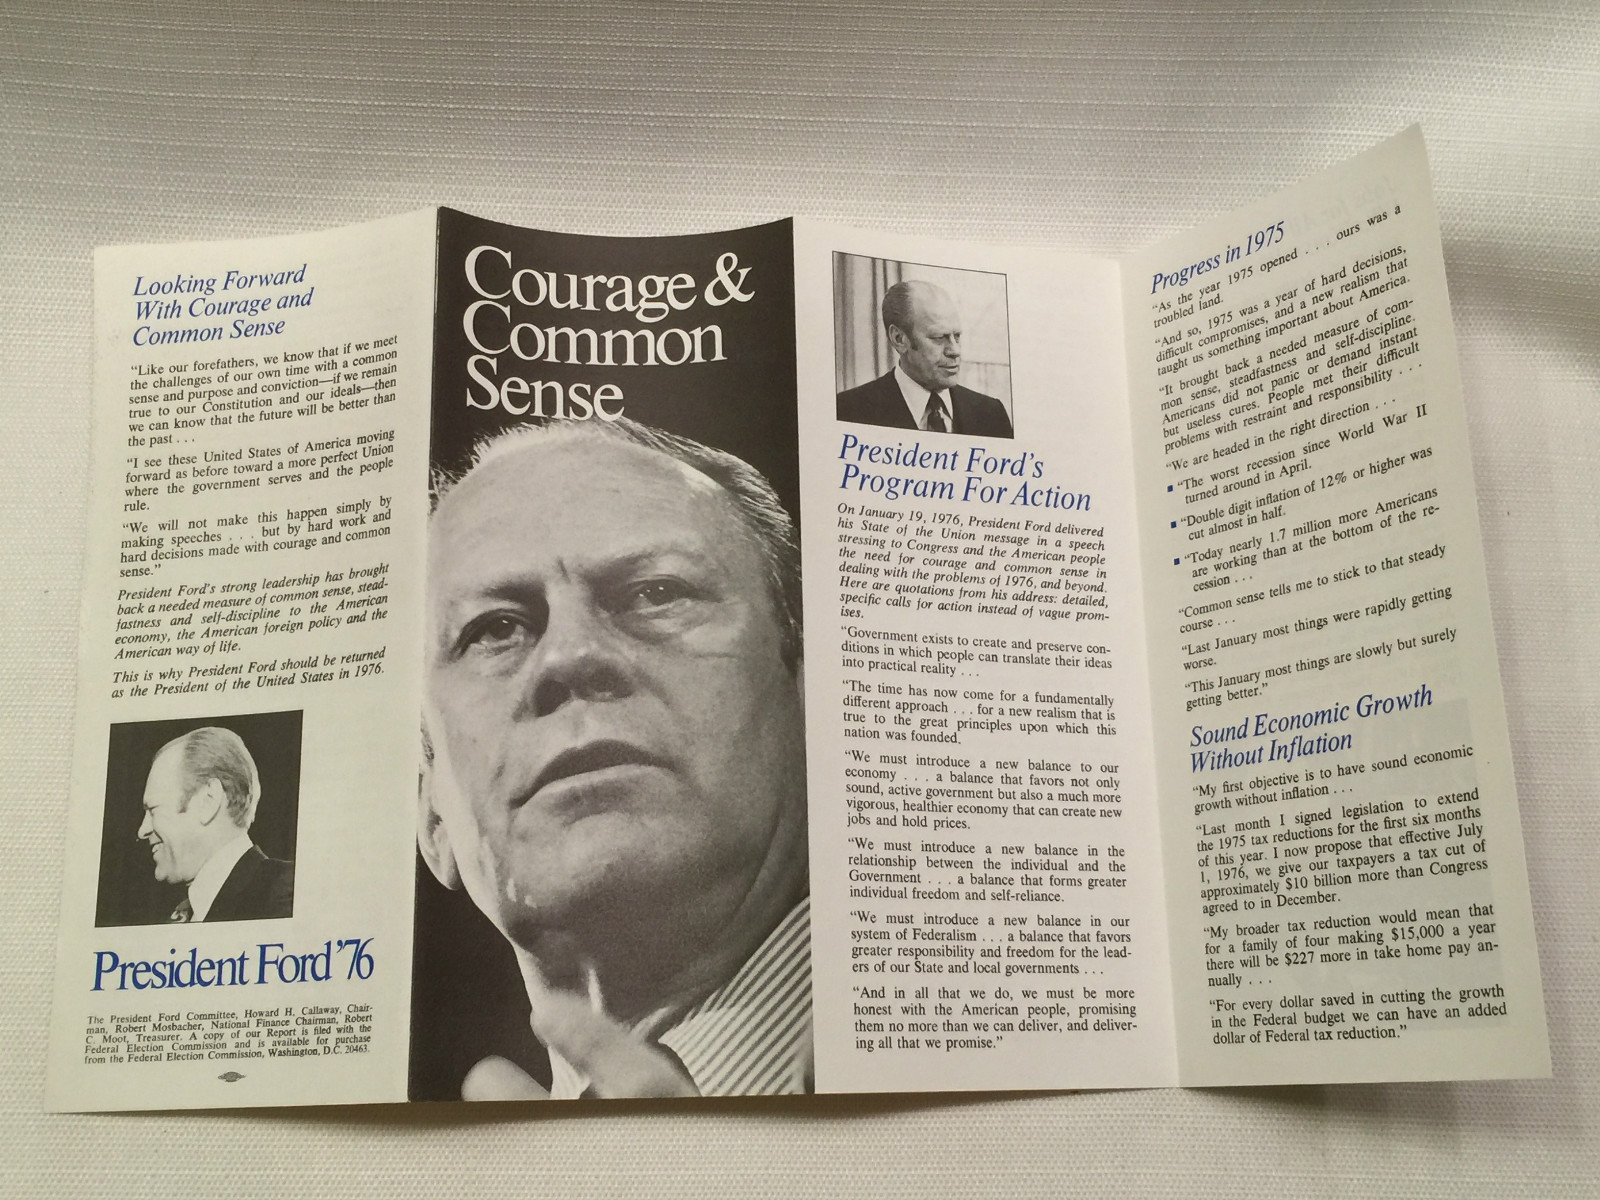 Looking Forward
With Courage and
Common Sense
“Like our forefathers, we know that if we meet
the challenges of our own time with a common
sense and purpose and conviction—if we remain
true to our Constitution and our ideals—then
we can know that the future will be better than
the past . . .
“I see these United States of America moving
forward as before toward a more perfect Union
where the government serves and the people
rule.
“We will not make this happen simply by
making speeches . . . but by hard work and
hard decisions made with courage and common
sense.”
President Ford's strong leadership has brought
back a needed measure of common sense, stead-
fastness and self-discipline to the American
economy, the American foreign policy and the
American way of life.
This is why President Ford should be returned
as the President of the United States in 1976.
President Ford '76
The President Ford Committee, Howard H. Callaway, Chair-
man, Robert Mosbacher, National Finance Chairman, Robert
C. Moot, Treasurer. A copy of our Report is filed with the
Federal Election Commission and is available for purchase
from the Federal Election Commission, Washington, D.C. 20463.
Courage &
Common
Sense
President Ford's
Program For Action
On January 19, 1976, President Ford delivered
his State of the Union message in a speech
stressing to Congress and the American people
the need for courage and common sense in
dealing with the problems of 1976, and beyond.
Here are quotations from his address: detailed,
specific calls for action instead of vague prom-
ises.
“Government exists to create and preserve con-
ditions in which people can translate their ideas
into practical reality . . .
“The time has now come for a fundamentally
different approach . . . for a new realism that is
true to the great principles upon which this
nation was founded.
“We must introduce a new balance to our
economy . . . a balance that favors not only
sound, active government but also a much more
vigorous, healthier economy that can create new
jobs and hold prices.
“We must introduce a new balance in the
relationship between the individual and the
Government . . . a balance that forms greater
individual freedom and self-reliance.
“We must introduce a new balance in our
system of Federalism . . . a balance that favors
greater responsibility and freedom for the lead-
ers of our State and local governments . . .
“And in all that we do, we must be more
honest with the American people, promising
them no more than we can deliver, and deliver-
ing all that we promise.”
Progress in 1975
“As the year 1975 opened . . . ours was a
troubled land.
“And so, 1975 was a year of hard decisions,
difficult compromises, and a new realism that
taught us something important about America.
“It brought back a needed measure of com-
mon sense, steadfastness and self-discipline.
Americans did not panic or demand instant
but useless cures. People met their difficult
problems with restraint and responsibility . . .
“We are headed in the right direction . . .
▪ “The worst recession since World War II
turned around in April.
▪ “Double digit inflation of 12% or higher was
cut almost in half.
▪ “Today nearly 1.7 million more Americans
are working than at the bottom of the re-
cession . . .
“Common sense tells me to stick to that steady
course . . .
“Last January most things were rapidly getting
worse.
“This January most things are slowly but surely
getting better.”
Sound Economic Growth
Without Inflation
“My first objective is to have sound economic
growth without inflation . . .
“Last month I signed legislation to extend
the 1975 tax reductions for the first six months
of this year. I now propose that effective July
1, 1976, we give our taxpayers a tax cut of
approximately $10 billion more than Congress
agreed to in December.
“My broader tax reduction would mean that
for a family of four making $15,000 a year
there will be $227 more in take home pay an-
nually . . .
“For every dollar saved in cutting the growth
in the Federal budget we can have an added
dollar of Federal tax reduction.”